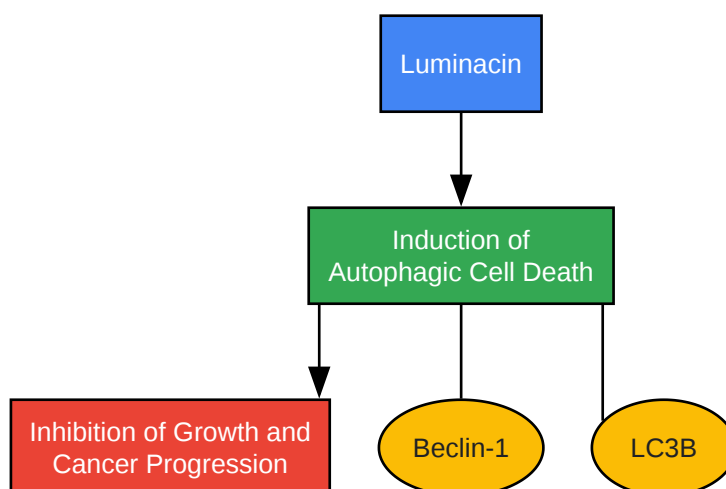 Luminacin
Induction of
Autophagic Cell Death
Inhibition of Growth and
Cancer Progression
Beclin-1
LC3B